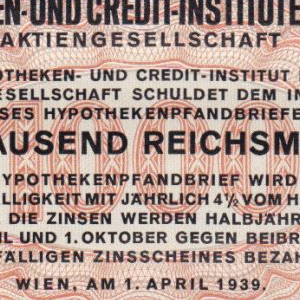 EN-UND CREDIT INSTITUTE
AKTIENGESELLSCHAFT
POTHEKEN- UND CREDIT-INSTITUT
ESELLSCHAFT SCHULDET DEM IN
SES HYPOTHEKENPFANDBRIEFE
AUSEND REICHSM
YPOTHEKENPFANDBRIEF WIRD
LLIGKEIT MIT JÄHRLICH 4½ VOM H
. DIE ZINSEN WERDEN HALBJÄHR
IL UND 1. OKTOBER GEGEN BEIBR
FÄLLIGEN ZINSSCHEINES BEZAH
WIEN, AM 1. APRIL 1939.